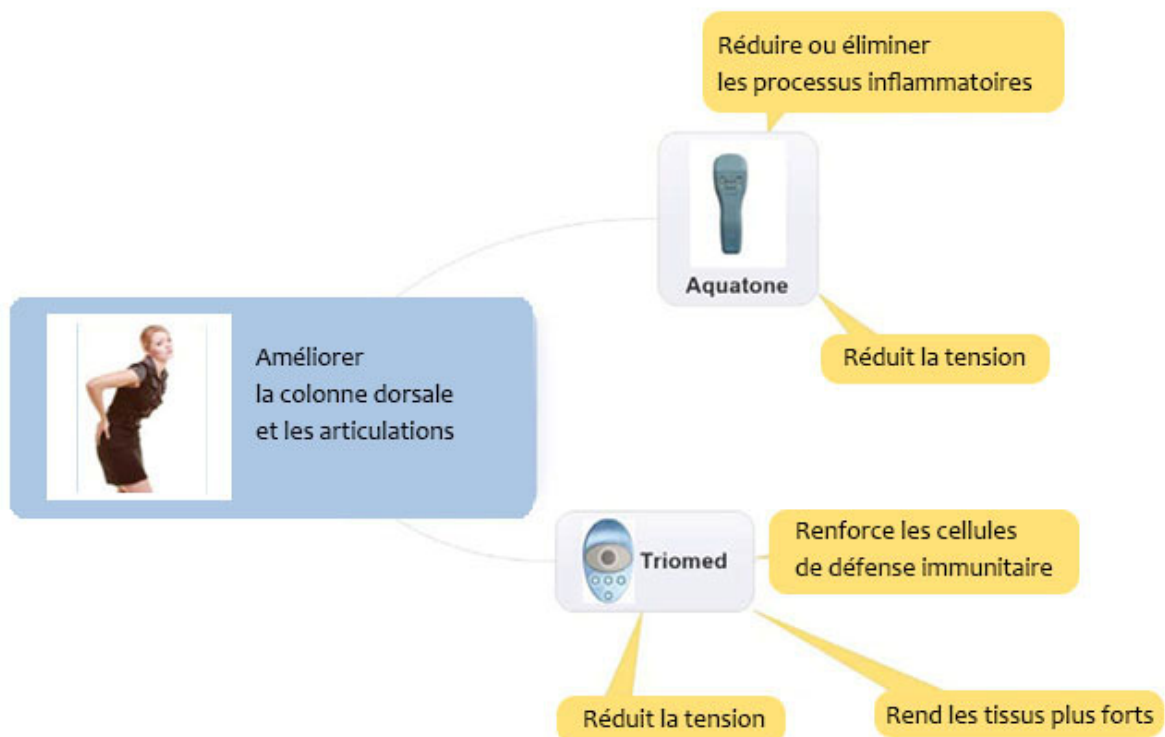 Réduire ou éliminer
les processus inflammatoires
Aquatone
Réduit la tension
Améliorer
la colonne dorsale
et les articulations
Triomed
Renforce les cellules
de défense immunitaire
Réduit la tension
Rend les tissus plus forts